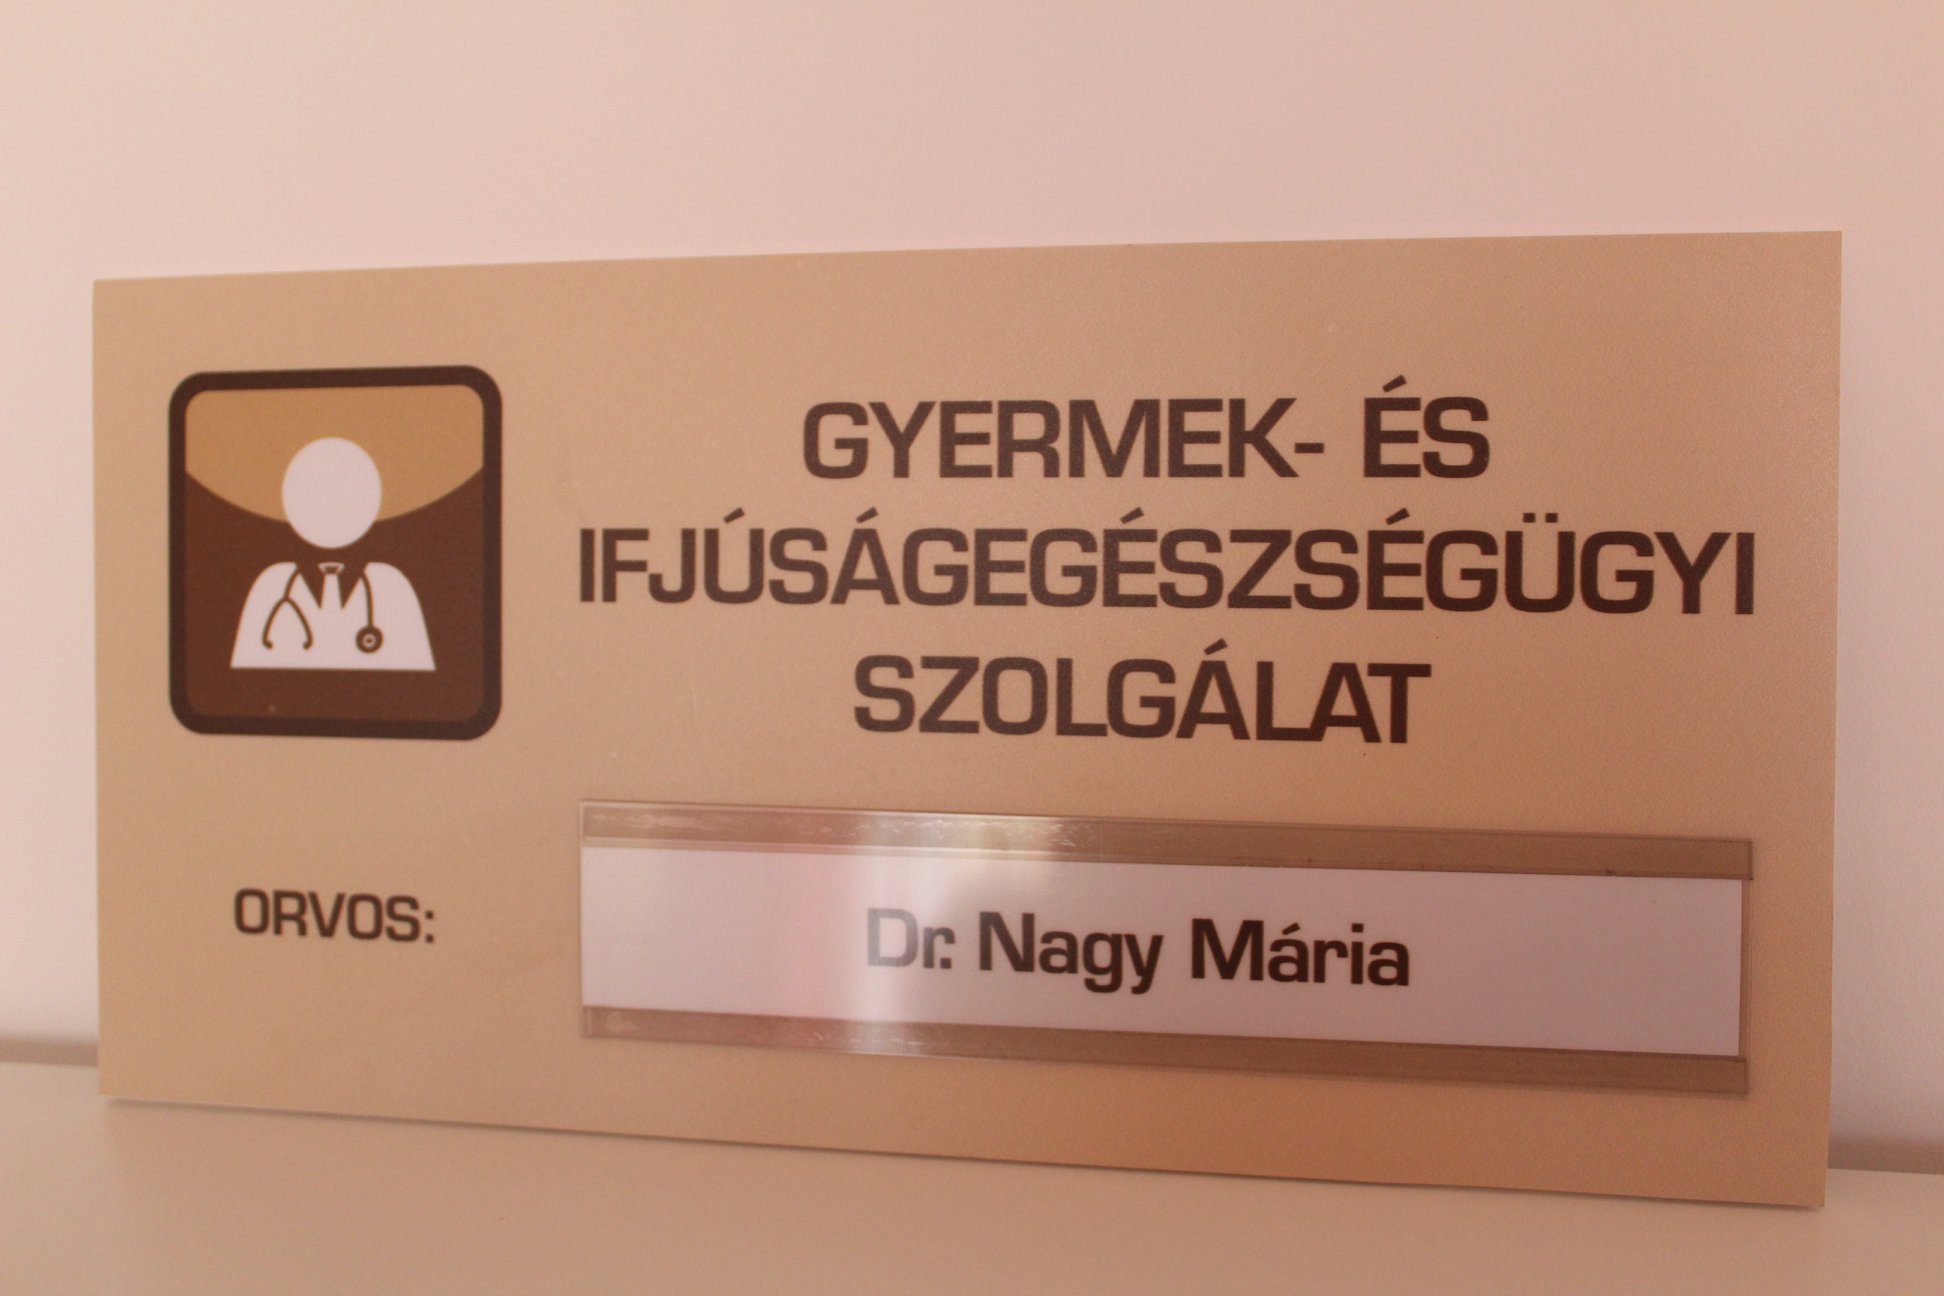 GYERMEK- ÉS
IFJÚSÁGEGÉSZSÉGÜGYI
SZOLGÁLAT
ORVOS:
Dr. Nagy Mária